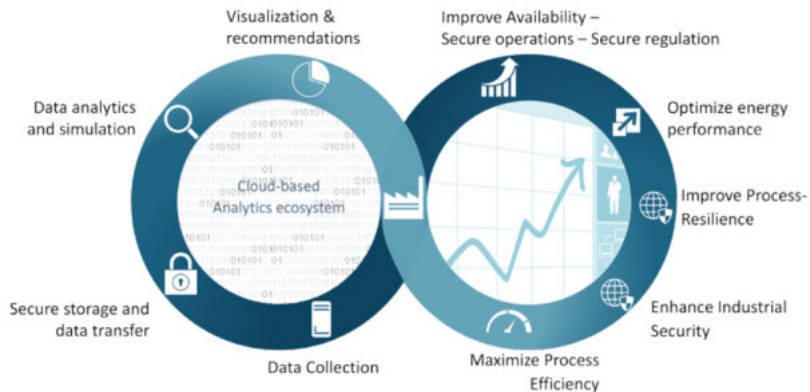 Visualization &
recommendations
Improve Availability –
Secure operations – Secure regulation
Data analytics
and simulation
Optimize energy
performance
Cloud-based
Analytics ecosystem
Improve Process-
Resilience
Secure storage and
data transfer
Enhance Industrial
Security
Data Collection
Maximize Process
Efficiency